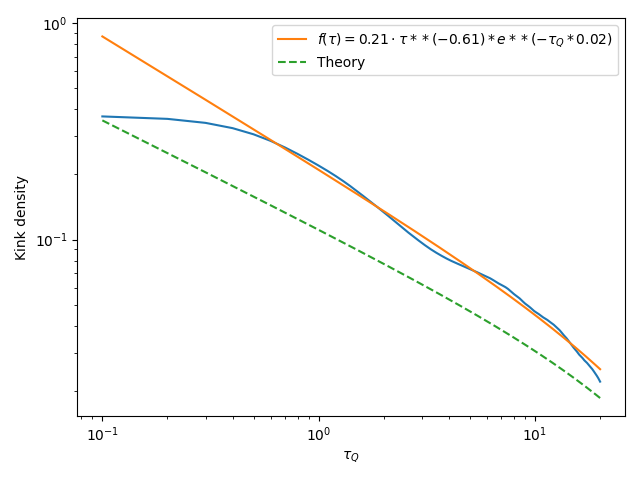 f(τ) = 0.21 · τ * * (−0.61) * e * * (−τ_Q * 0.02)
Theory
10⁰
10⁻¹
Kink density
10⁻¹
10⁰
10¹
τ_Q